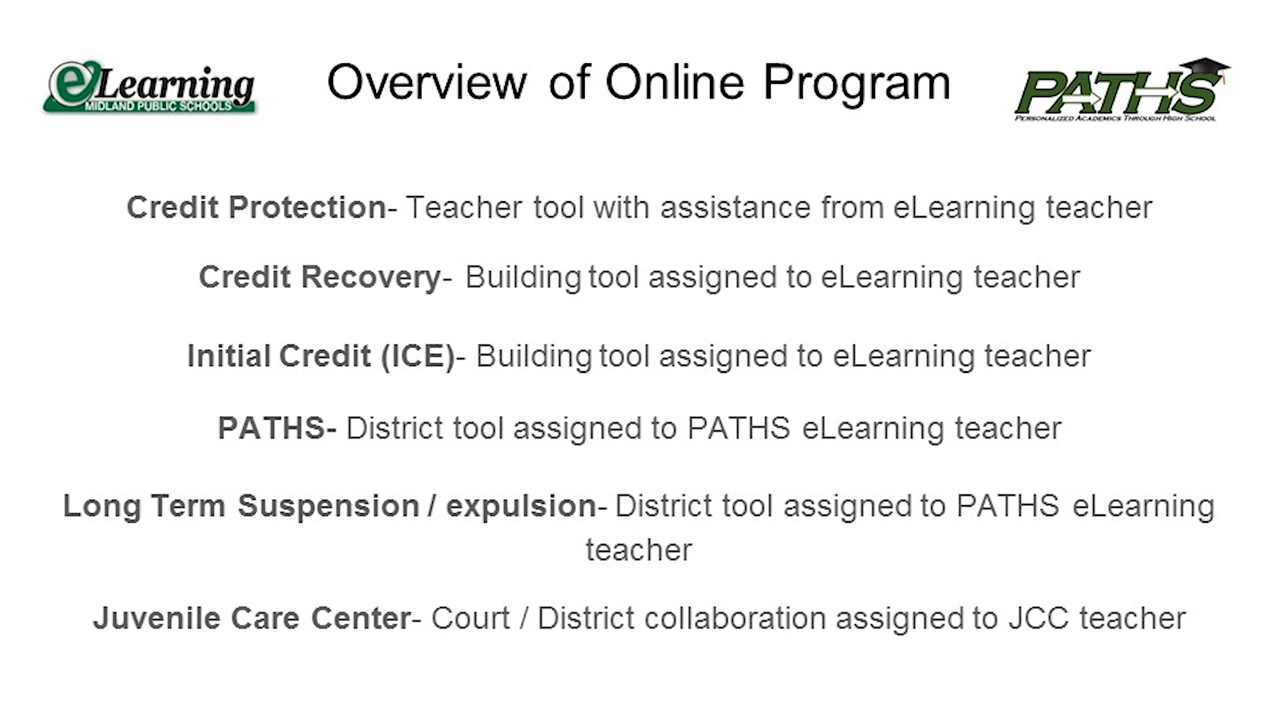 eLearning
MIDLAND PUBLIC SCHOOLS
Overview of Online Program
PATHS
PERSONALIZED ACADEMICS THROUGH HIGH SCHOOL
Credit Protection- Teacher tool with assistance from eLearning teacher
Credit Recovery- Building tool assigned to eLearning teacher
Initial Credit (ICE)- Building tool assigned to eLearning teacher
PATHS- District tool assigned to PATHS eLearning teacher
Long Term Suspension / expulsion- District tool assigned to PATHS eLearning
teacher
Juvenile Care Center- Court / District collaboration assigned to JCC teacher